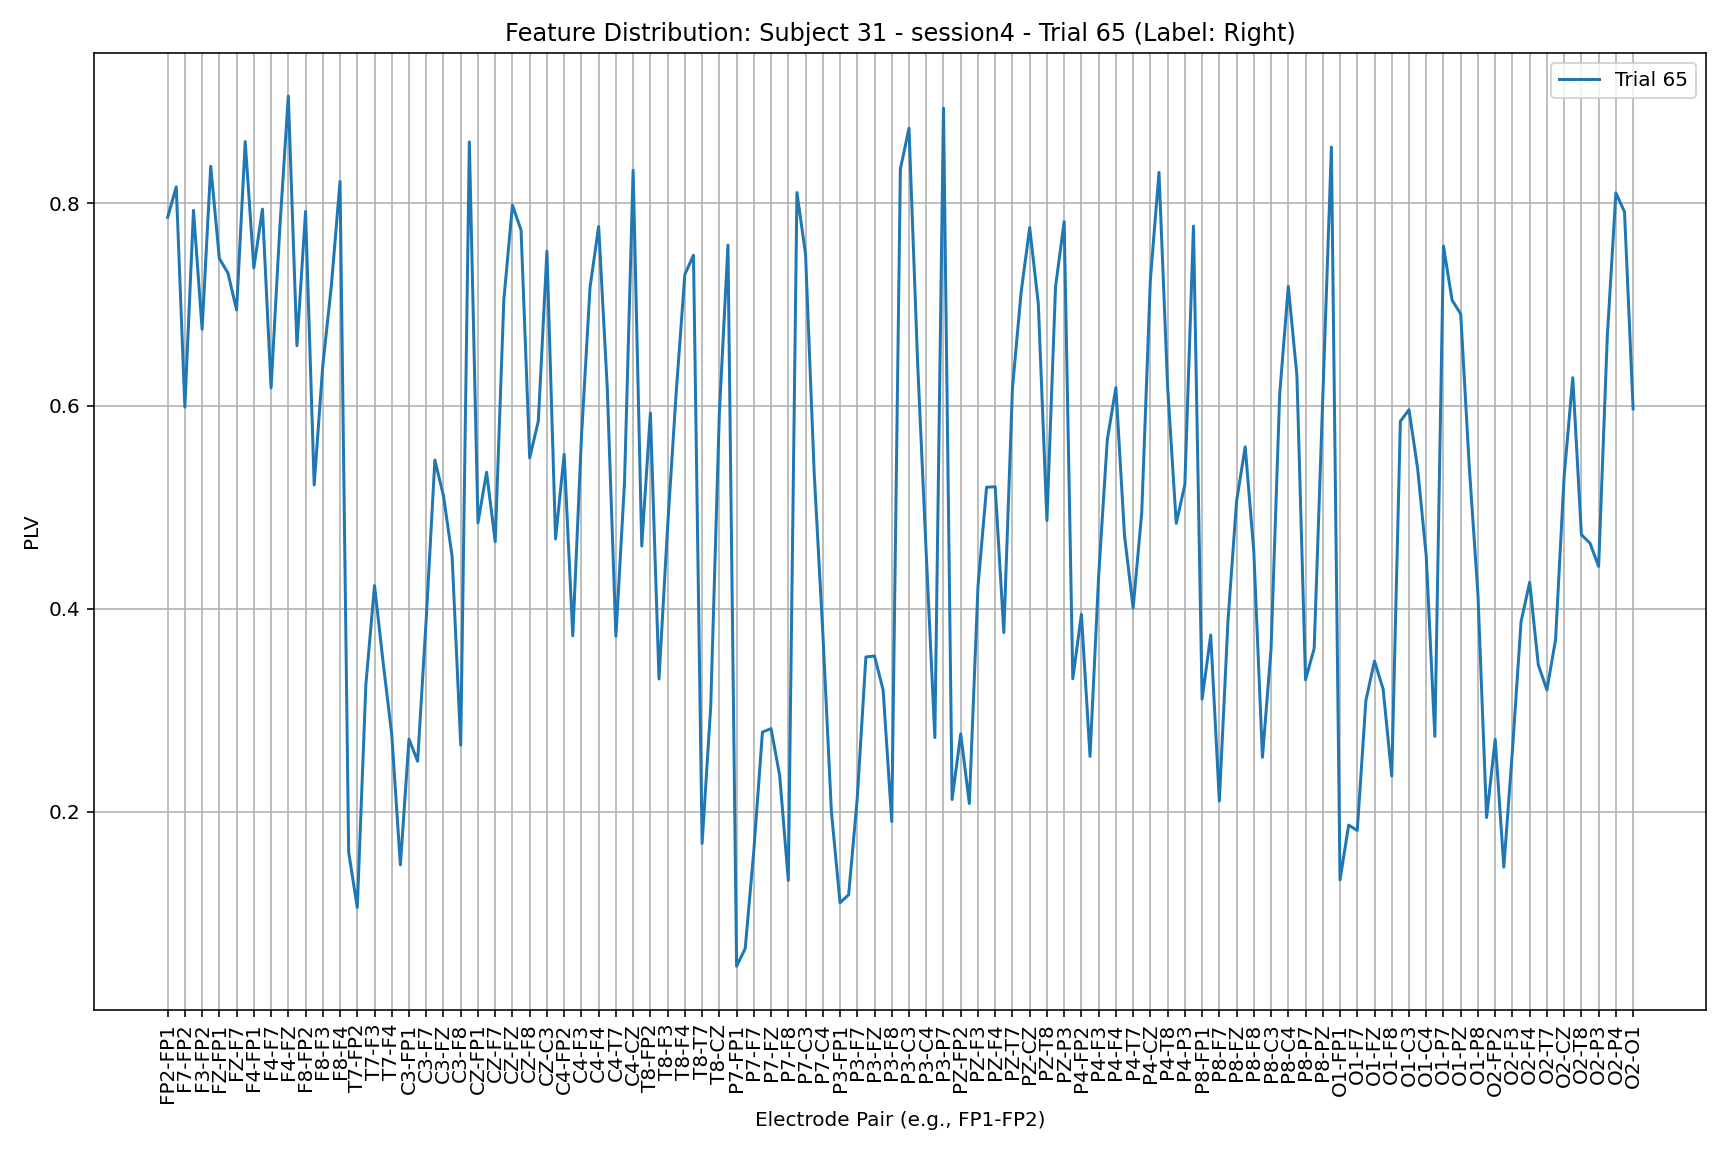 Feature Distribution: Subject 31 - session4 - Trial 65 (Label: Right)
Trial 65
PLV
0.8
0.6
0.4
0.2
FP2-FP1
F7-FP2
F3-FP2
FZ-FP1
FZ-F7
F4-FP1
F4-F7
F4-FZ
F8-FP2
F8-F3
F8-F4
T7-FP2
T7-F3
T7-F4
C3-FP1
C3-F7
C3-FZ
C3-F8
CZ-FP1
CZ-F7
CZ-FZ
CZ-F8
CZ-C3
C4-FP2
C4-F3
C4-F4
C4-T7
C4-CZ
T8-FP2
T8-F3
T8-F4
T8-T7
T8-CZ
P7-FP1
P7-F7
P7-FZ
P7-F8
P7-C3
P7-C4
P3-FP1
P3-F7
P3-FZ
P3-F8
P3-C3
P3-C4
P3-P7
PZ-FP2
PZ-F3
PZ-F4
PZ-T7
PZ-CZ
PZ-T8
PZ-P3
P4-FP2
P4-F3
P4-F4
P4-T7
P4-CZ
P4-T8
P4-P3
P8-FP1
P8-F7
P8-FZ
P8-F8
P8-C3
P8-C4
P8-P7
P8-PZ
O1-FP1
O1-F7
O1-FZ
O1-F8
O1-C3
O1-C4
O1-P7
O1-PZ
O1-P8
O2-FP2
O2-F3
O2-F4
O2-T7
O2-CZ
O2-T8
O2-P3
O2-P4
O2-O1
Electrode Pair (e.g., FP1-FP2)